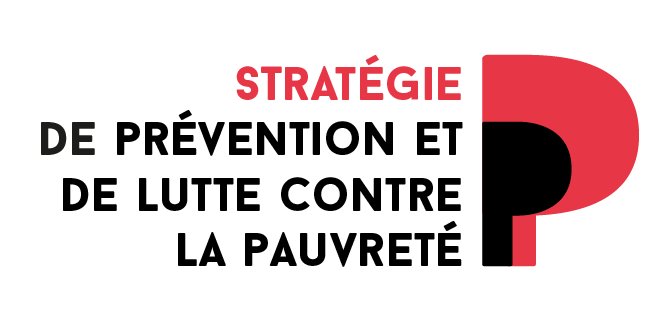 STRATÉGIE
DE PRÉVENTION ET
DE LUTTE CONTRE
LA PAUVRETÉ
P
P